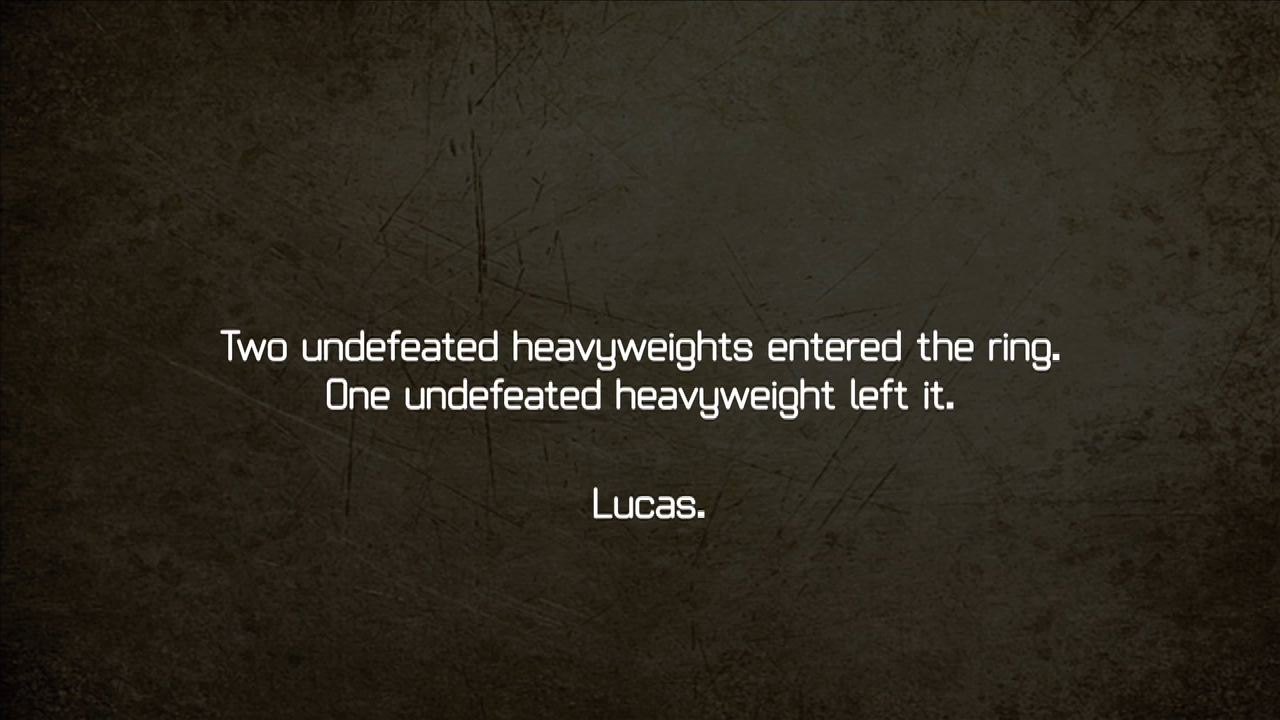 Two undefeated heavyweights entered the ring.
One undefeated heavyweight left it.
Lucas.